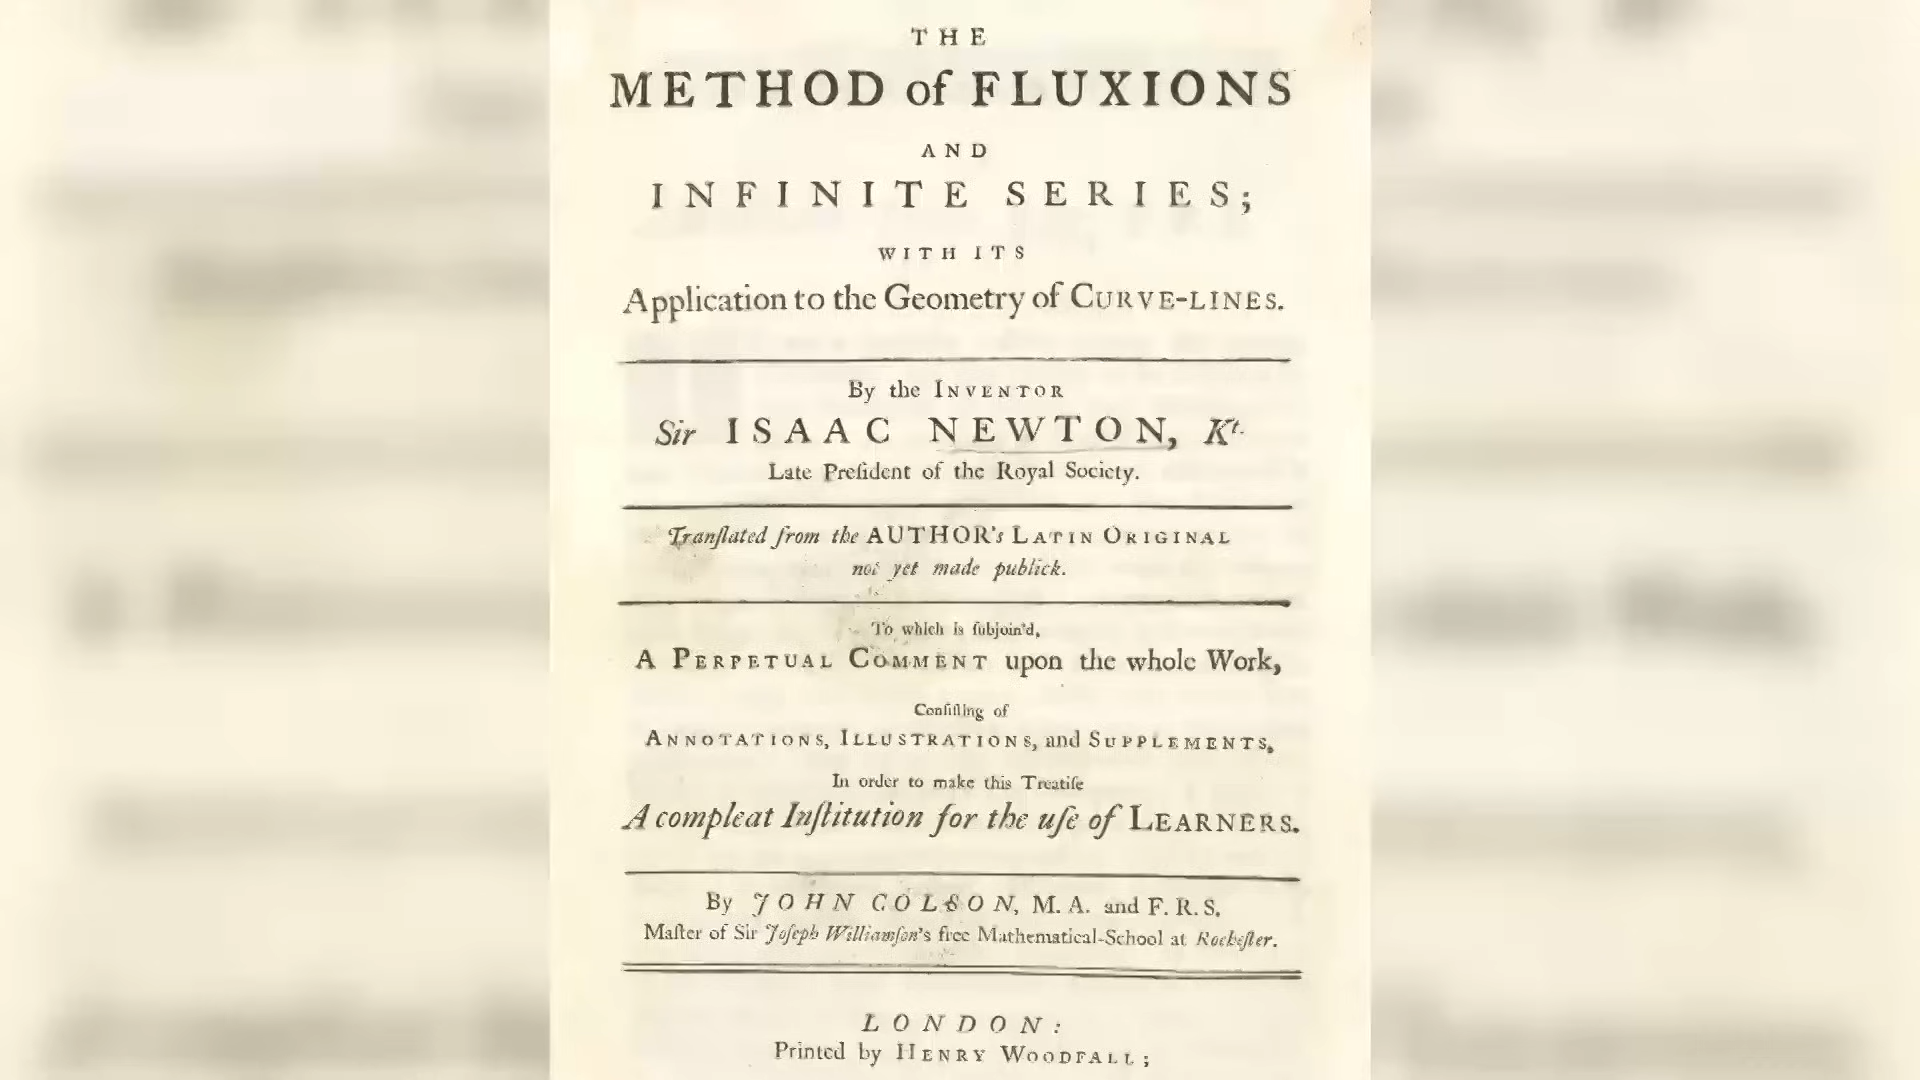 THE
METHOD of FLUXIONS
AND
INFINITE SERIES;
WITH ITS
Application to the Geometry of CURVE-LINES.
By the INVENTOR
Sir ISAAC NEWTON, Kt.
Late Preſident of the Royal Society.
Tranſlated from the AUTHOR's LATIN ORIGINAL
not yet made publick.
To which is ſubjoin'd,
A PERPETUAL COMMENT upon the whole Work,
Conſiſting of
ANNOTATIONS, ILLUSTRATIONS, and SUPPLEMENTS,
In order to make this Treatiſe
A compleat Inſtitution for the uſe of LEARNERS.
By JOHN COLSON, M. A. and F. R. S.
Maſter of Sir Joſeph Williamſon's free Mathematical-School at Rocheſter.
LONDON:
Printed by HENRY WOODFALL;